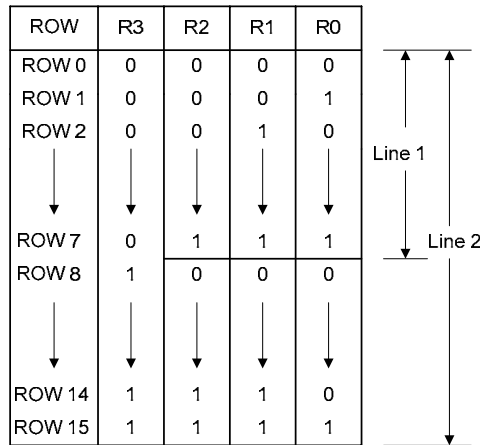 ROW R3 R2 R1 R0
ROW 0 0 0 0 0
ROW 1 0 0 0 1
ROW 2 0 0 1 0
Line 1
ROW 7 0 1 1 1
Line 2
ROW 8 1 0 0 0
ROW 14 1 1 1 0
ROW 15 1 1 1 1